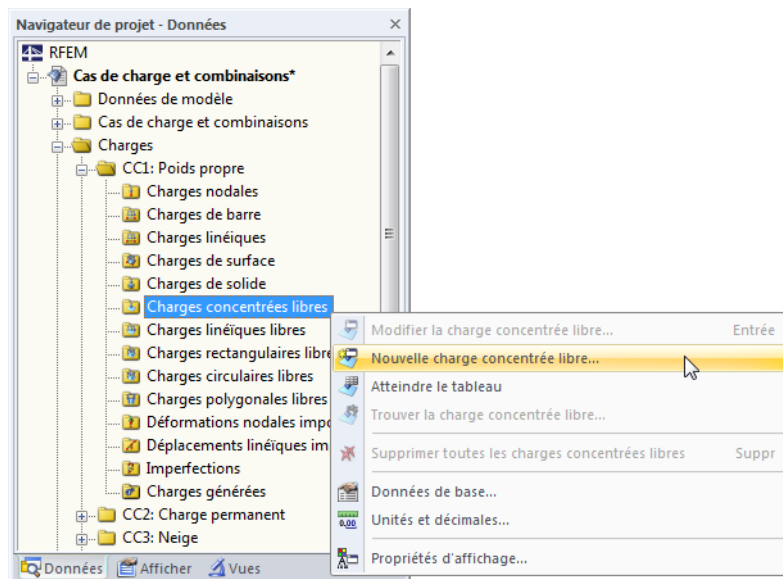 Navigateur de projet - Données
RFEM
Cas de charge et combinaisons*
Données de modèle
Cas de charge et combinaisons
Charges
CC1: Poids propre
Charges nodales
Charges de barre
Charges linéiques
Charges de surface
Charges de solide
Charges concentrées libres
Charges linéïques libres
Charges rectangulaires libre
Charges circulaires libres
Charges polygonales libres
Déformations nodales impo
Déplacements linéïques im
Imperfections
Charges générées
CC2: Charge permanent
CC3: Neige
Données Afficher Vues
Modifier la charge concentrée libre... Entrée
Nouvelle charge concentrée libre...
Atteindre le tableau
Trouver la charge concentrée libre...
Supprimer toutes les charges concentrées libres Suppr
Données de base...
0,00 Unités et décimales...
Propriétés d'affichage...